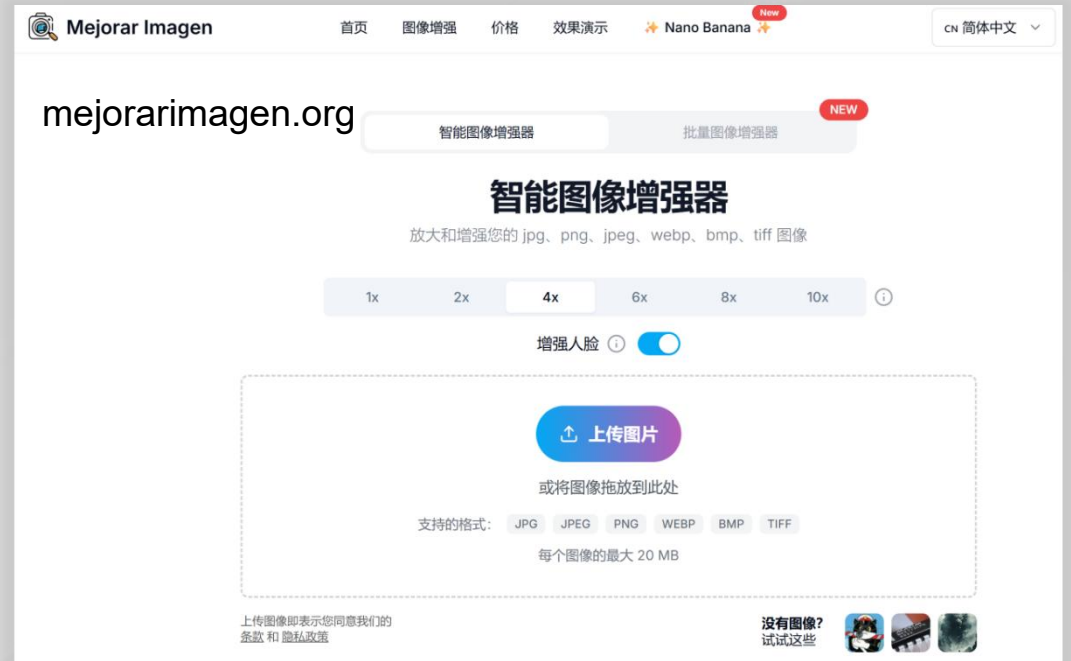 Mejorar Imagen
首页 图像增强 价格 效果演示 ✨ Nano Banana ✨ New
CN 简体中文
mejorarimagen.org
智能图像增强器 批量图像增强器 NEW
智能图像增强器
放大和增强您的 jpg、png、jpeg、webp、bmp、tiff 图像
1x 2x 4x 6x 8x 10x
增强人脸
上传图片
或将图像拖放到此处
支持的格式: JPG JPEG PNG WEBP BMP TIFF
每个图像的最大 20 MB
上传图像即表示您同意我们的
条款 和 隐私政策
没有图像?
试试这些